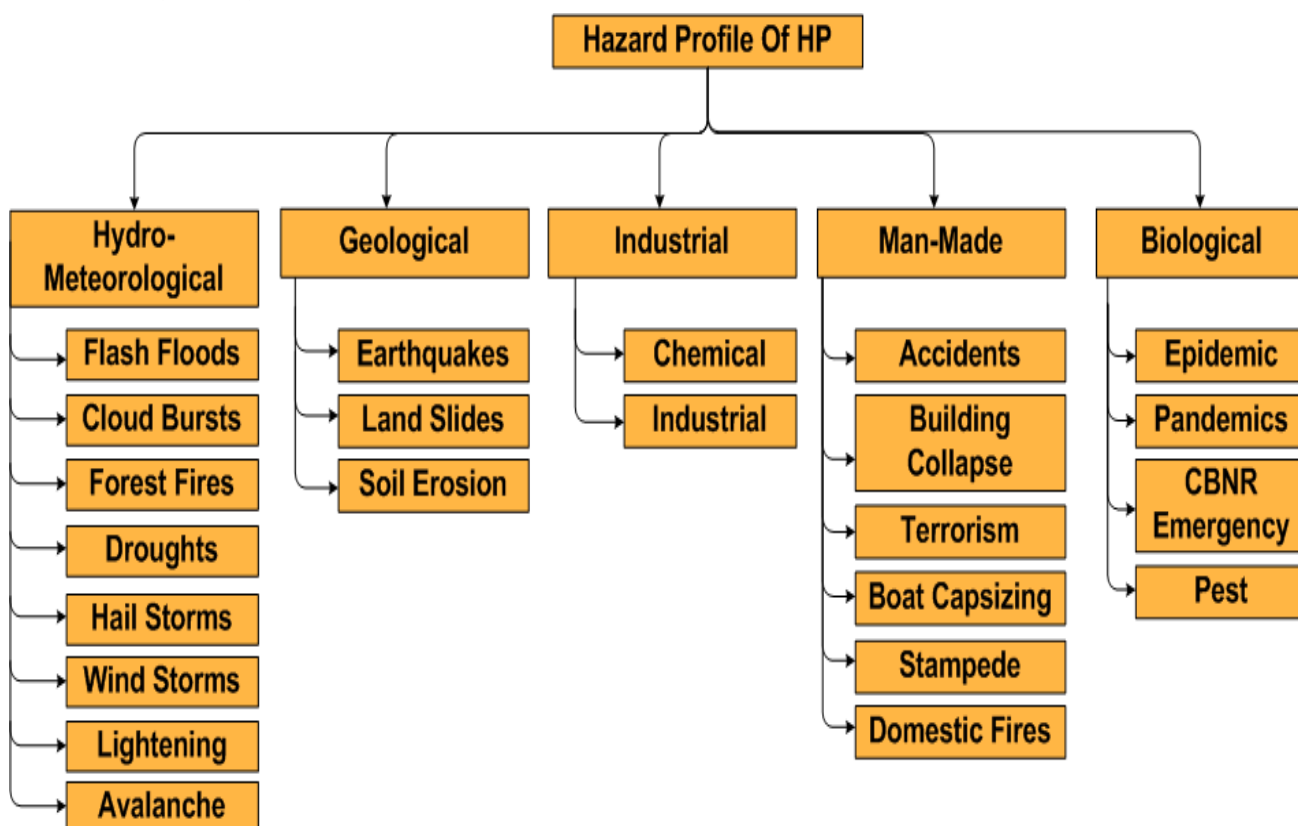 Hazard Profile Of HP
Hydro-
Meteorological
Flash Floods
Cloud Bursts
Forest Fires
Droughts
Hail Storms
Wind Storms
Lightening
Avalanche
Geological
Earthquakes
Land Slides
Soil Erosion
Industrial
Chemical
Industrial
Man-Made
Accidents
Building
Collapse
Terrorism
Boat Capsizing
Stampede
Domestic Fires
Biological
Epidemic
Pandemics
CBNR
Emergency
Pest